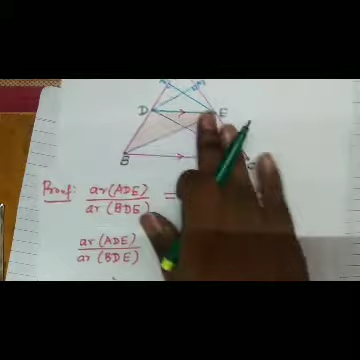 D E
B
Proof: ar(ADE) / ar(BDE) =
ar(ADE) / ar(BDE)